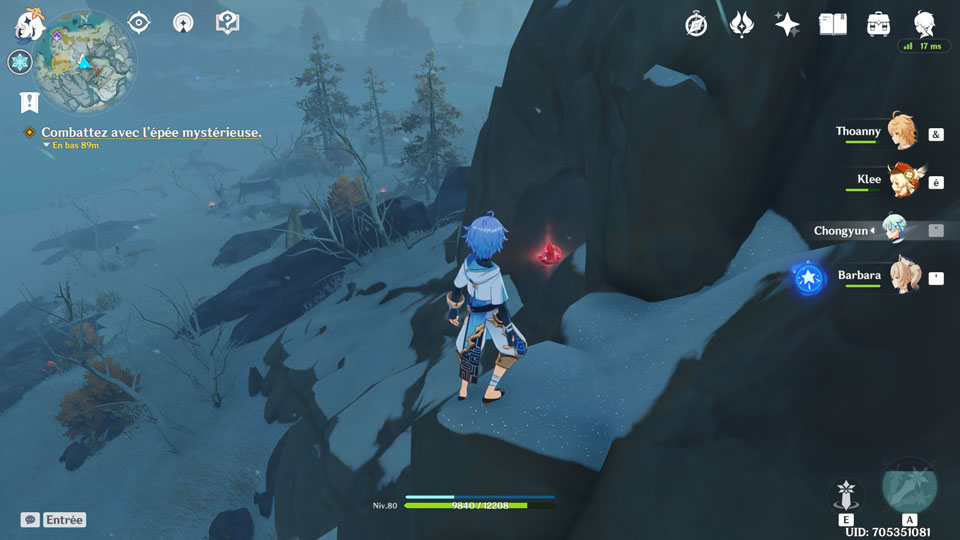 N
17 ms
Combattez avec l'épée mystérieuse.
En bas 89m
Thoanny
&
Klee
é
Chongyun
"
Barbara
'
Niv.80
9840 / 12208
Entrée
E
A
UID: 705351081